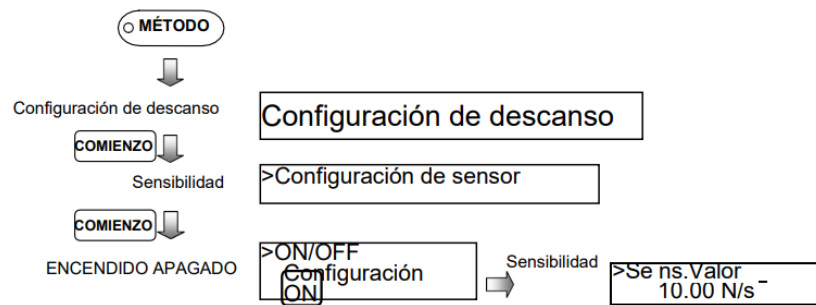 MÉTODO
Configuración de descanso
Configuración de descanso
COMIENZO
Sensibilidad
>Configuración de sensor
COMIENZO
ENCENDIDO APAGADO
>ON/OFF
Configuración
ON
Sensibilidad
>Se ns.Valor
10.00 N/s